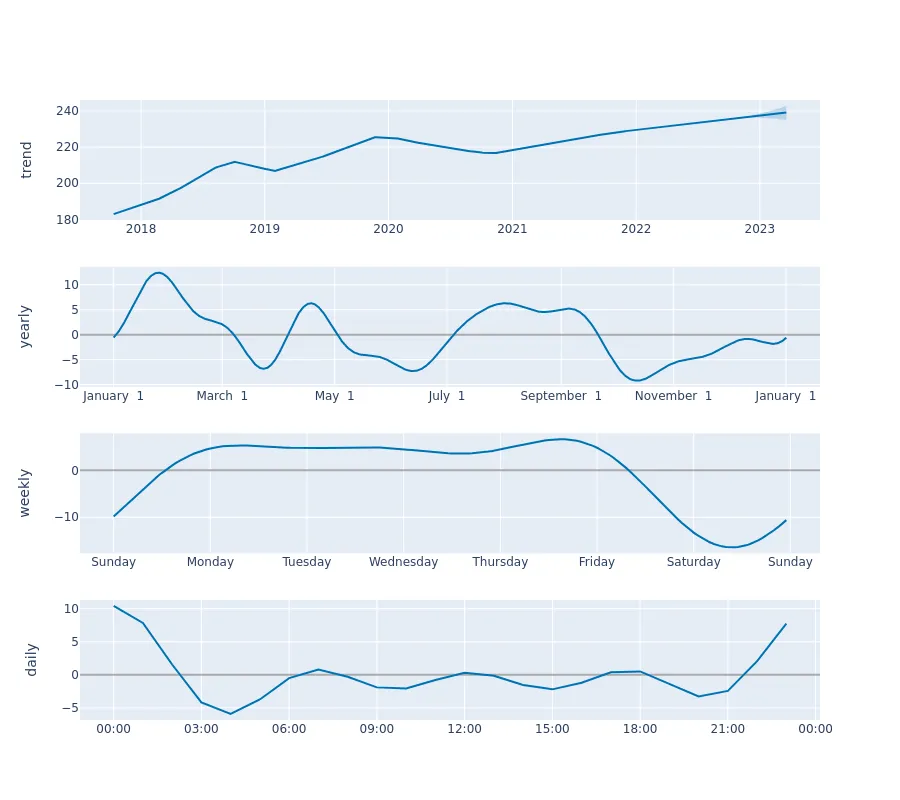 trend
240
220
200
180
2018 2019 2020 2021 2022 2023
yearly
10
5
0
−5
−10
January 1 March 1 May 1 July 1 September 1 November 1 January 1
weekly
0
−10
Sunday Monday Tuesday Wednesday Thursday Friday Saturday Sunday
daily
10
5
0
−5
00:00 03:00 06:00 09:00 12:00 15:00 18:00 21:00 00:00